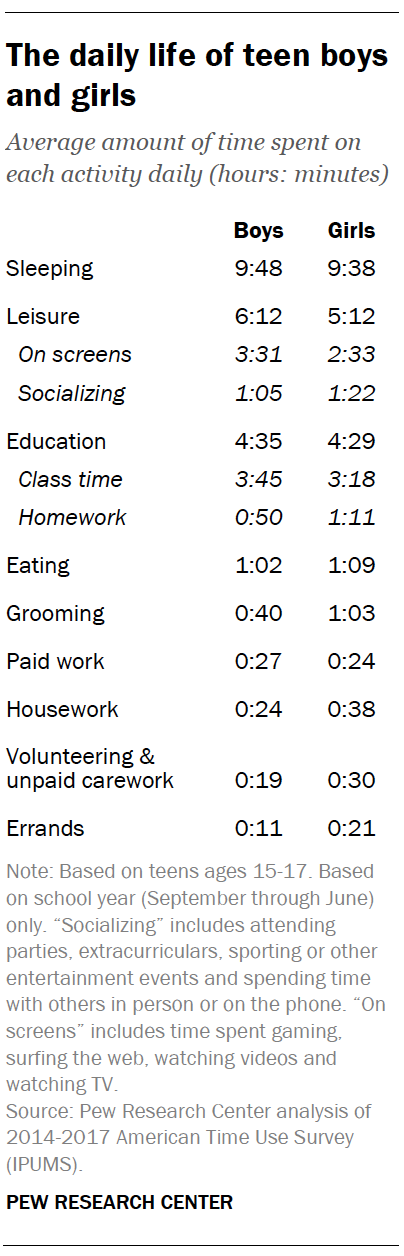 The daily life of teen boys
and girls
Average amount of time spent on
each activity daily (hours: minutes)
Boys Girls
Sleeping 9:48 9:38
Leisure 6:12 5:12
On screens 3:31 2:33
Socializing 1:05 1:22
Education 4:35 4:29
Class time 3:45 3:18
Homework 0:50 1:11
Eating 1:02 1:09
Grooming 0:40 1:03
Paid work 0:27 0:24
Housework 0:24 0:38
Volunteering &
unpaid carework 0:19 0:30
Errands 0:11 0:21
Note: Based on teens ages 15-17. Based
on school year (September through June)
only. “Socializing” includes attending
parties, extracurriculars, sporting or other
entertainment events and spending time
with others in person or on the phone. “On
screens” includes time spent gaming,
surfing the web, watching videos and
watching TV.
Source: Pew Research Center analysis of
2014-2017 American Time Use Survey
(IPUMS).
PEW RESEARCH CENTER